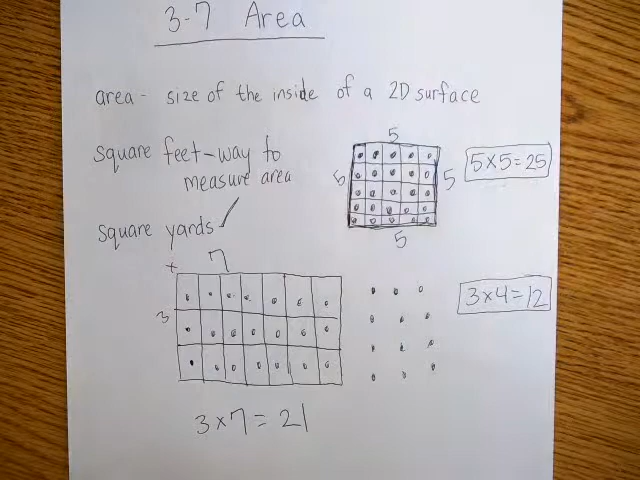 3-7 Area
area - size of the inside of a 2D surface
square feet - way to
measure area
square yards
5
5
5
5
5x5=25
+ 7
3
3x4=12
3x7=21